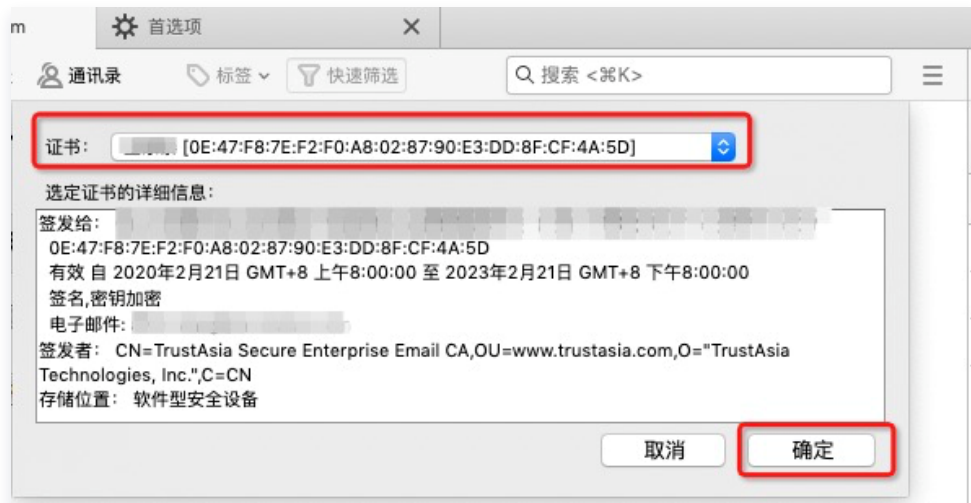 m
首选项
通讯录
标签
快速筛选
搜索 <⌘K>
证书：
[0E:47:F8:7E:F2:F0:A8:02:87:90:E3:DD:8F:CF:4A:5D]
选定证书的详细信息：
签发给：
0E:47:F8:7E:F2:F0:A8:02:87:90:E3:DD:8F:CF:4A:5D
有效 自 2020年2月21日 GMT+8 上午8:00:00 至 2023年2月21日 GMT+8 下午8:00:00
签名,密钥加密
电子邮件:
签发者： CN=TrustAsia Secure Enterprise Email CA,OU=www.trustasia.com,O="TrustAsia
Technologies, Inc.",C=CN
存储位置： 软件型安全设备
取消
确定